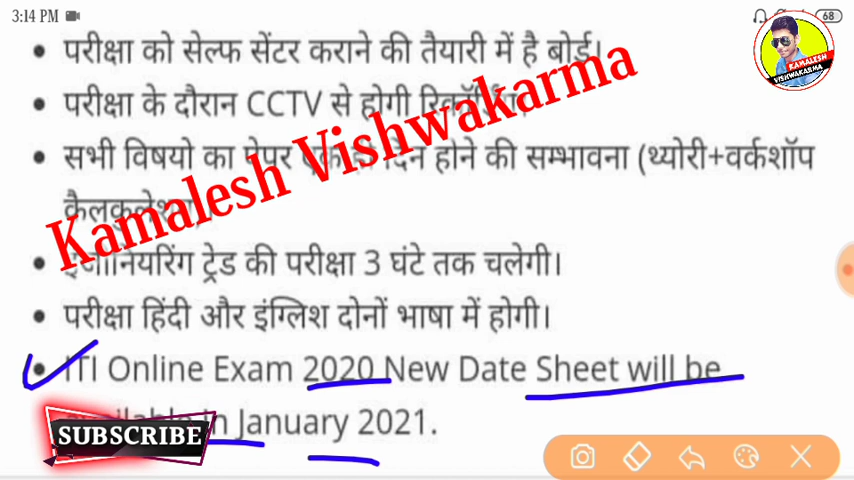 3:14 PM
68
KAMALESH
VISHWAKARMA
परीक्षा को सेल्फ सेंटर कराने की तैयारी में है बोर्ड।
परीक्षा के दौरान CCTV से होगी
सभी विषयो का पेपर दिन होने की सम्भावना (थ्योरी+वर्कशॉप
Kamalesh Vishwakarma
ट्रेड की परीक्षा 3 घंटे तक चलेगी।
परीक्षा हिंदी और इंग्लिश दोनों भाषा में होगी।
ITI Online Exam 2020 New Date Sheet will be
in January 2021.
SUBSCRIBE